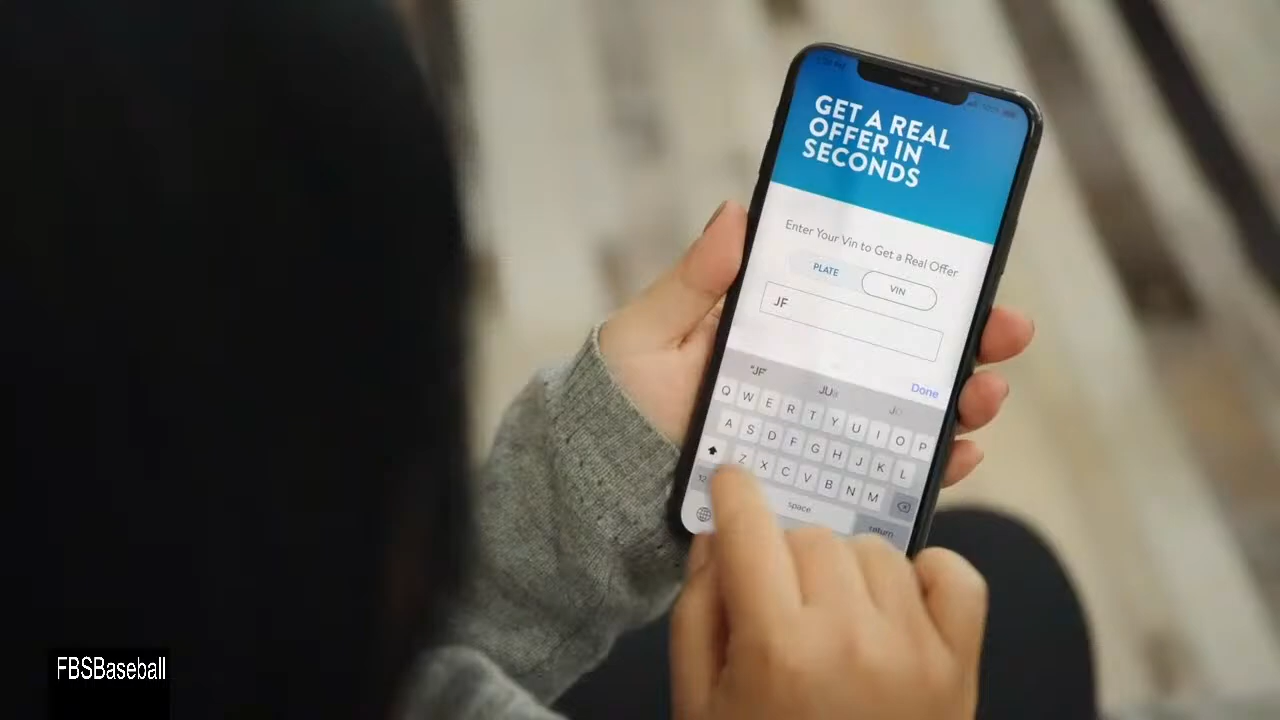 GET A REAL
OFFER IN
SECONDS
Enter Your Vin to Get a Real Offer
PLATE VIN
JF
Done
"JF"
Q W E R T Y U I O P
A S D F G H J K L
Z X C V B N M
space
return
FBSBaseball